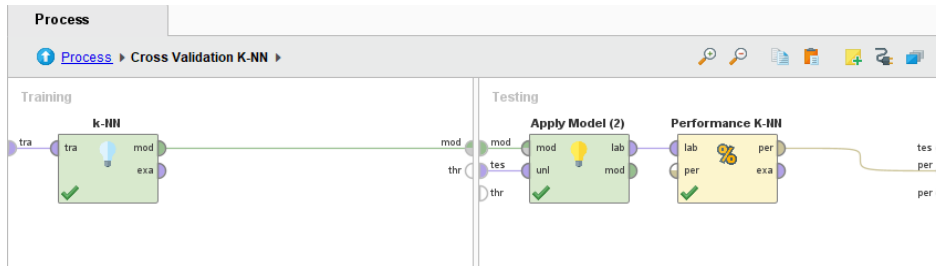 Process
Process ▸ Cross Validation K-NN ▸
Training
Testing
k-NN
Apply Model (2)
Performance K-NN
tra
tra
mod
exa
mod
thr
mod
tes
thr
mod
unl
lab
mod
lab
per
per
exa
tes
per
per